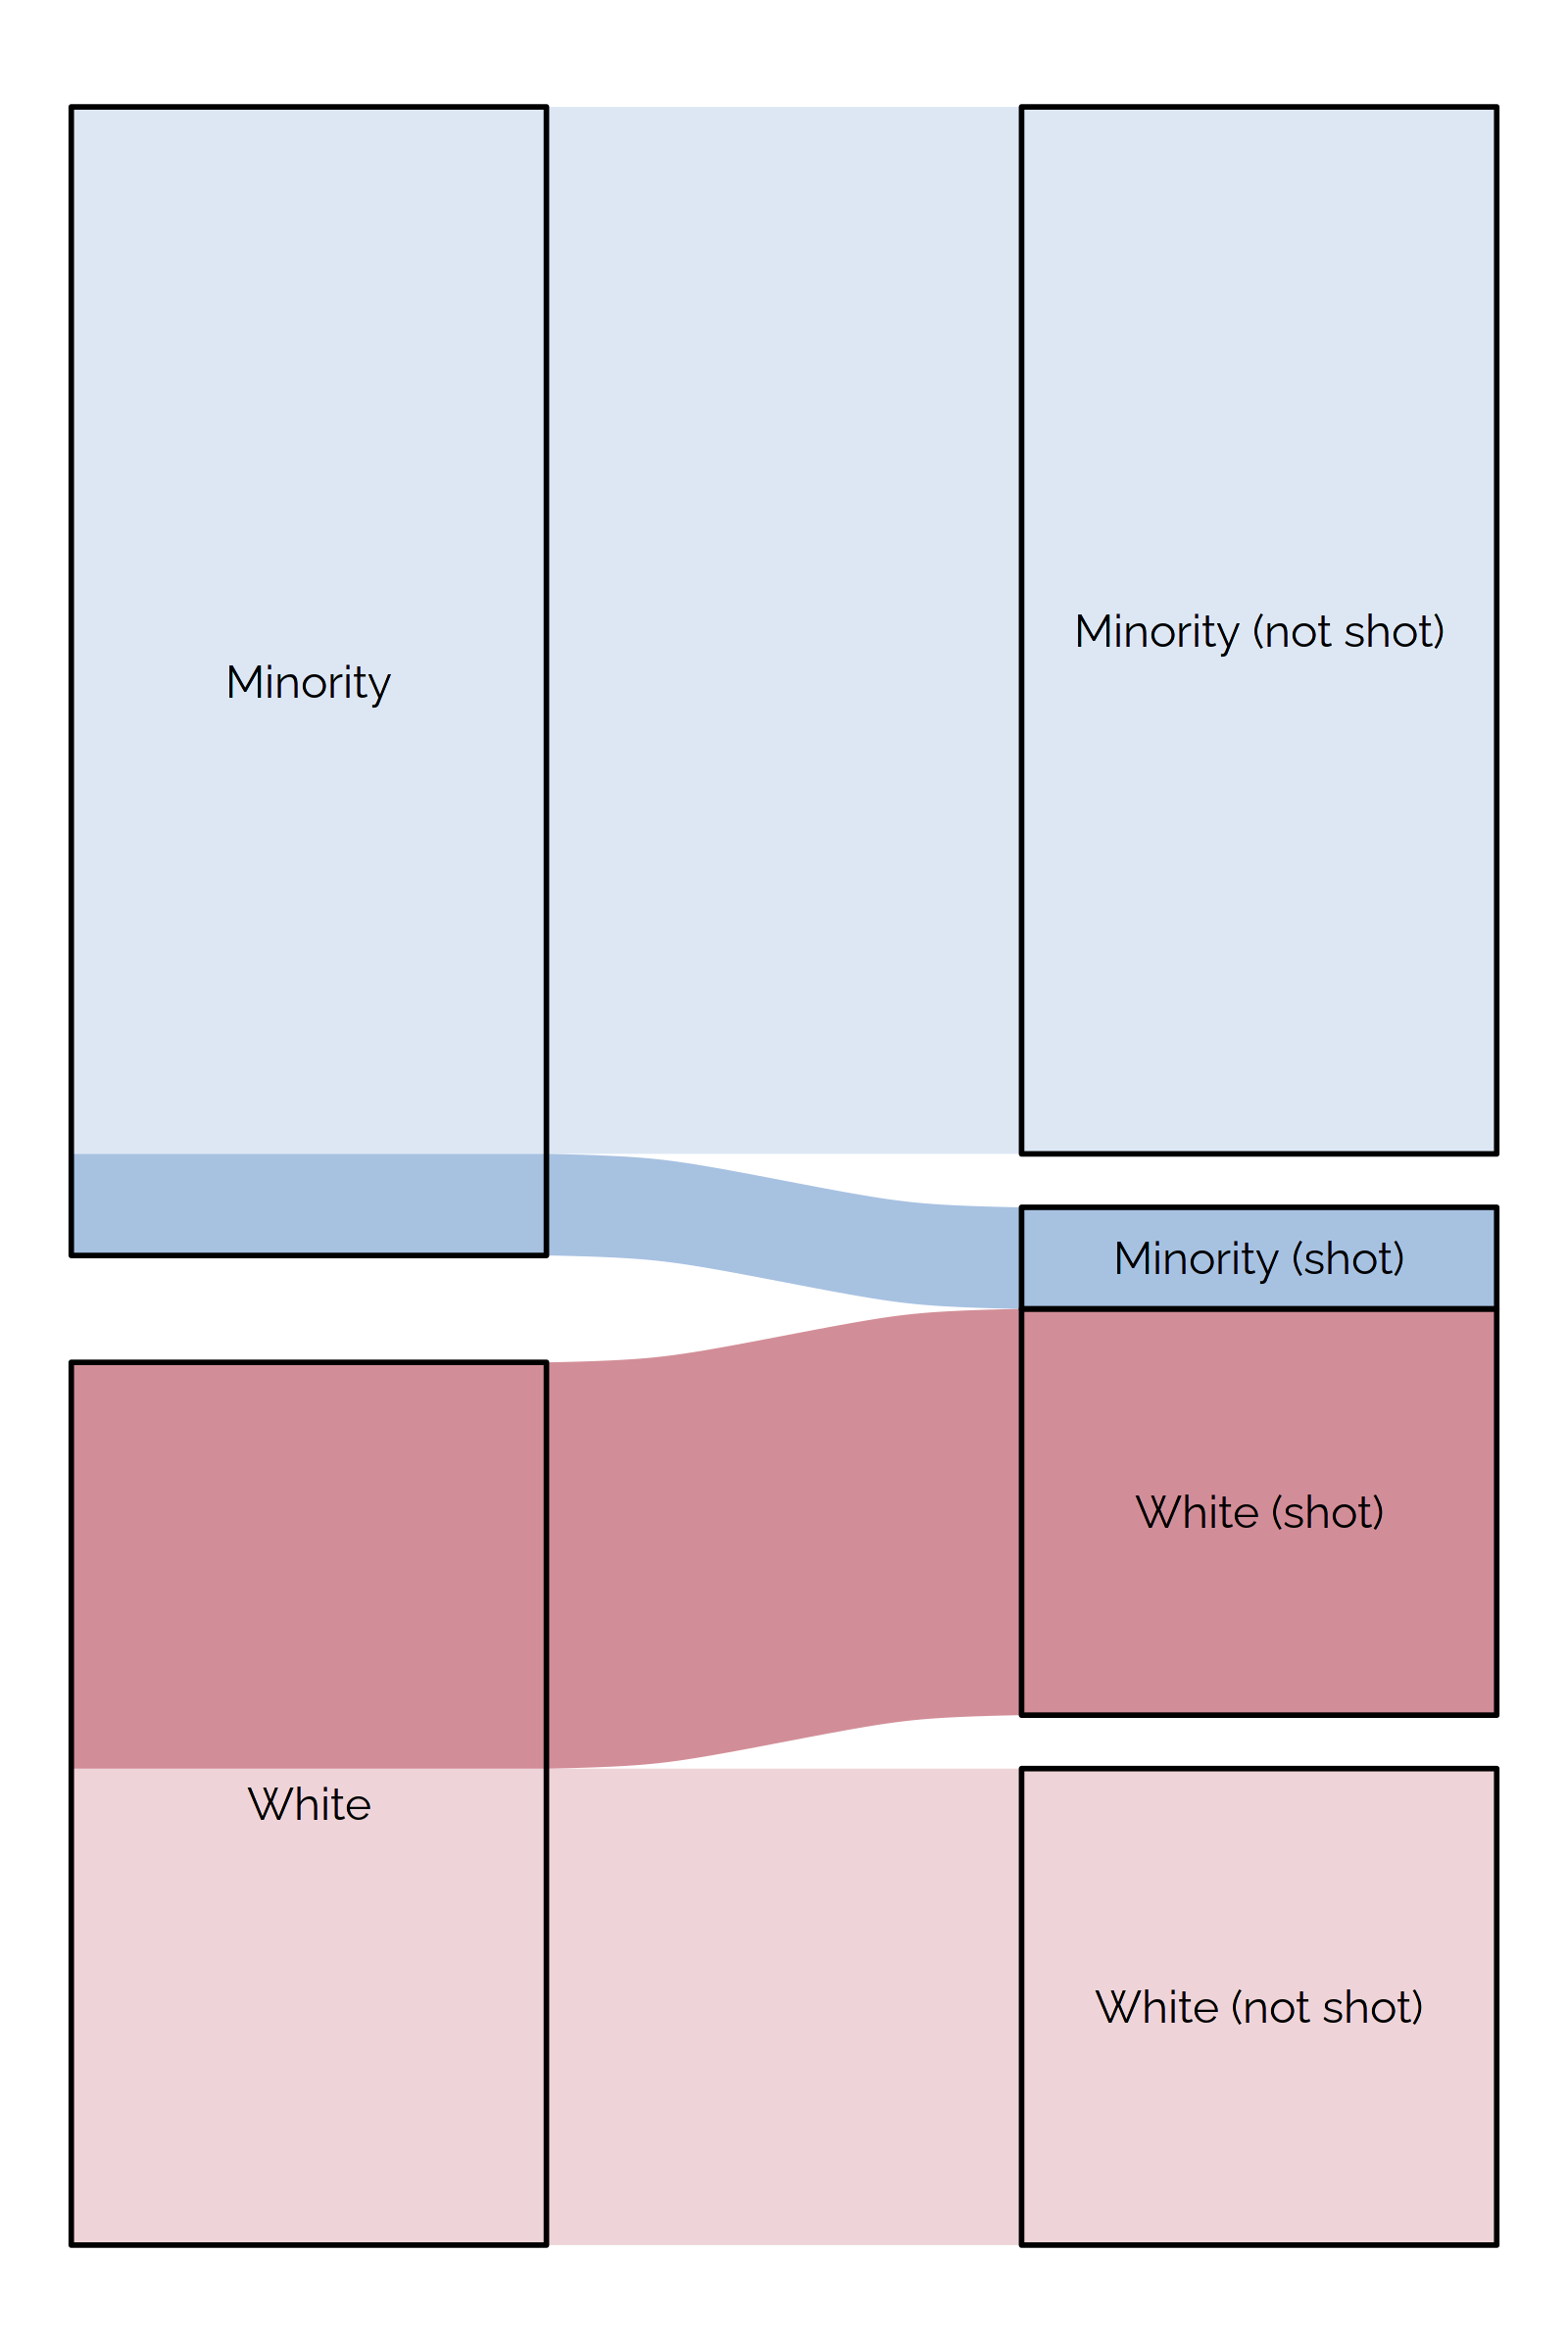 Minority
Minority (not shot)
Minority (shot)
White (shot)
White
White (not shot)